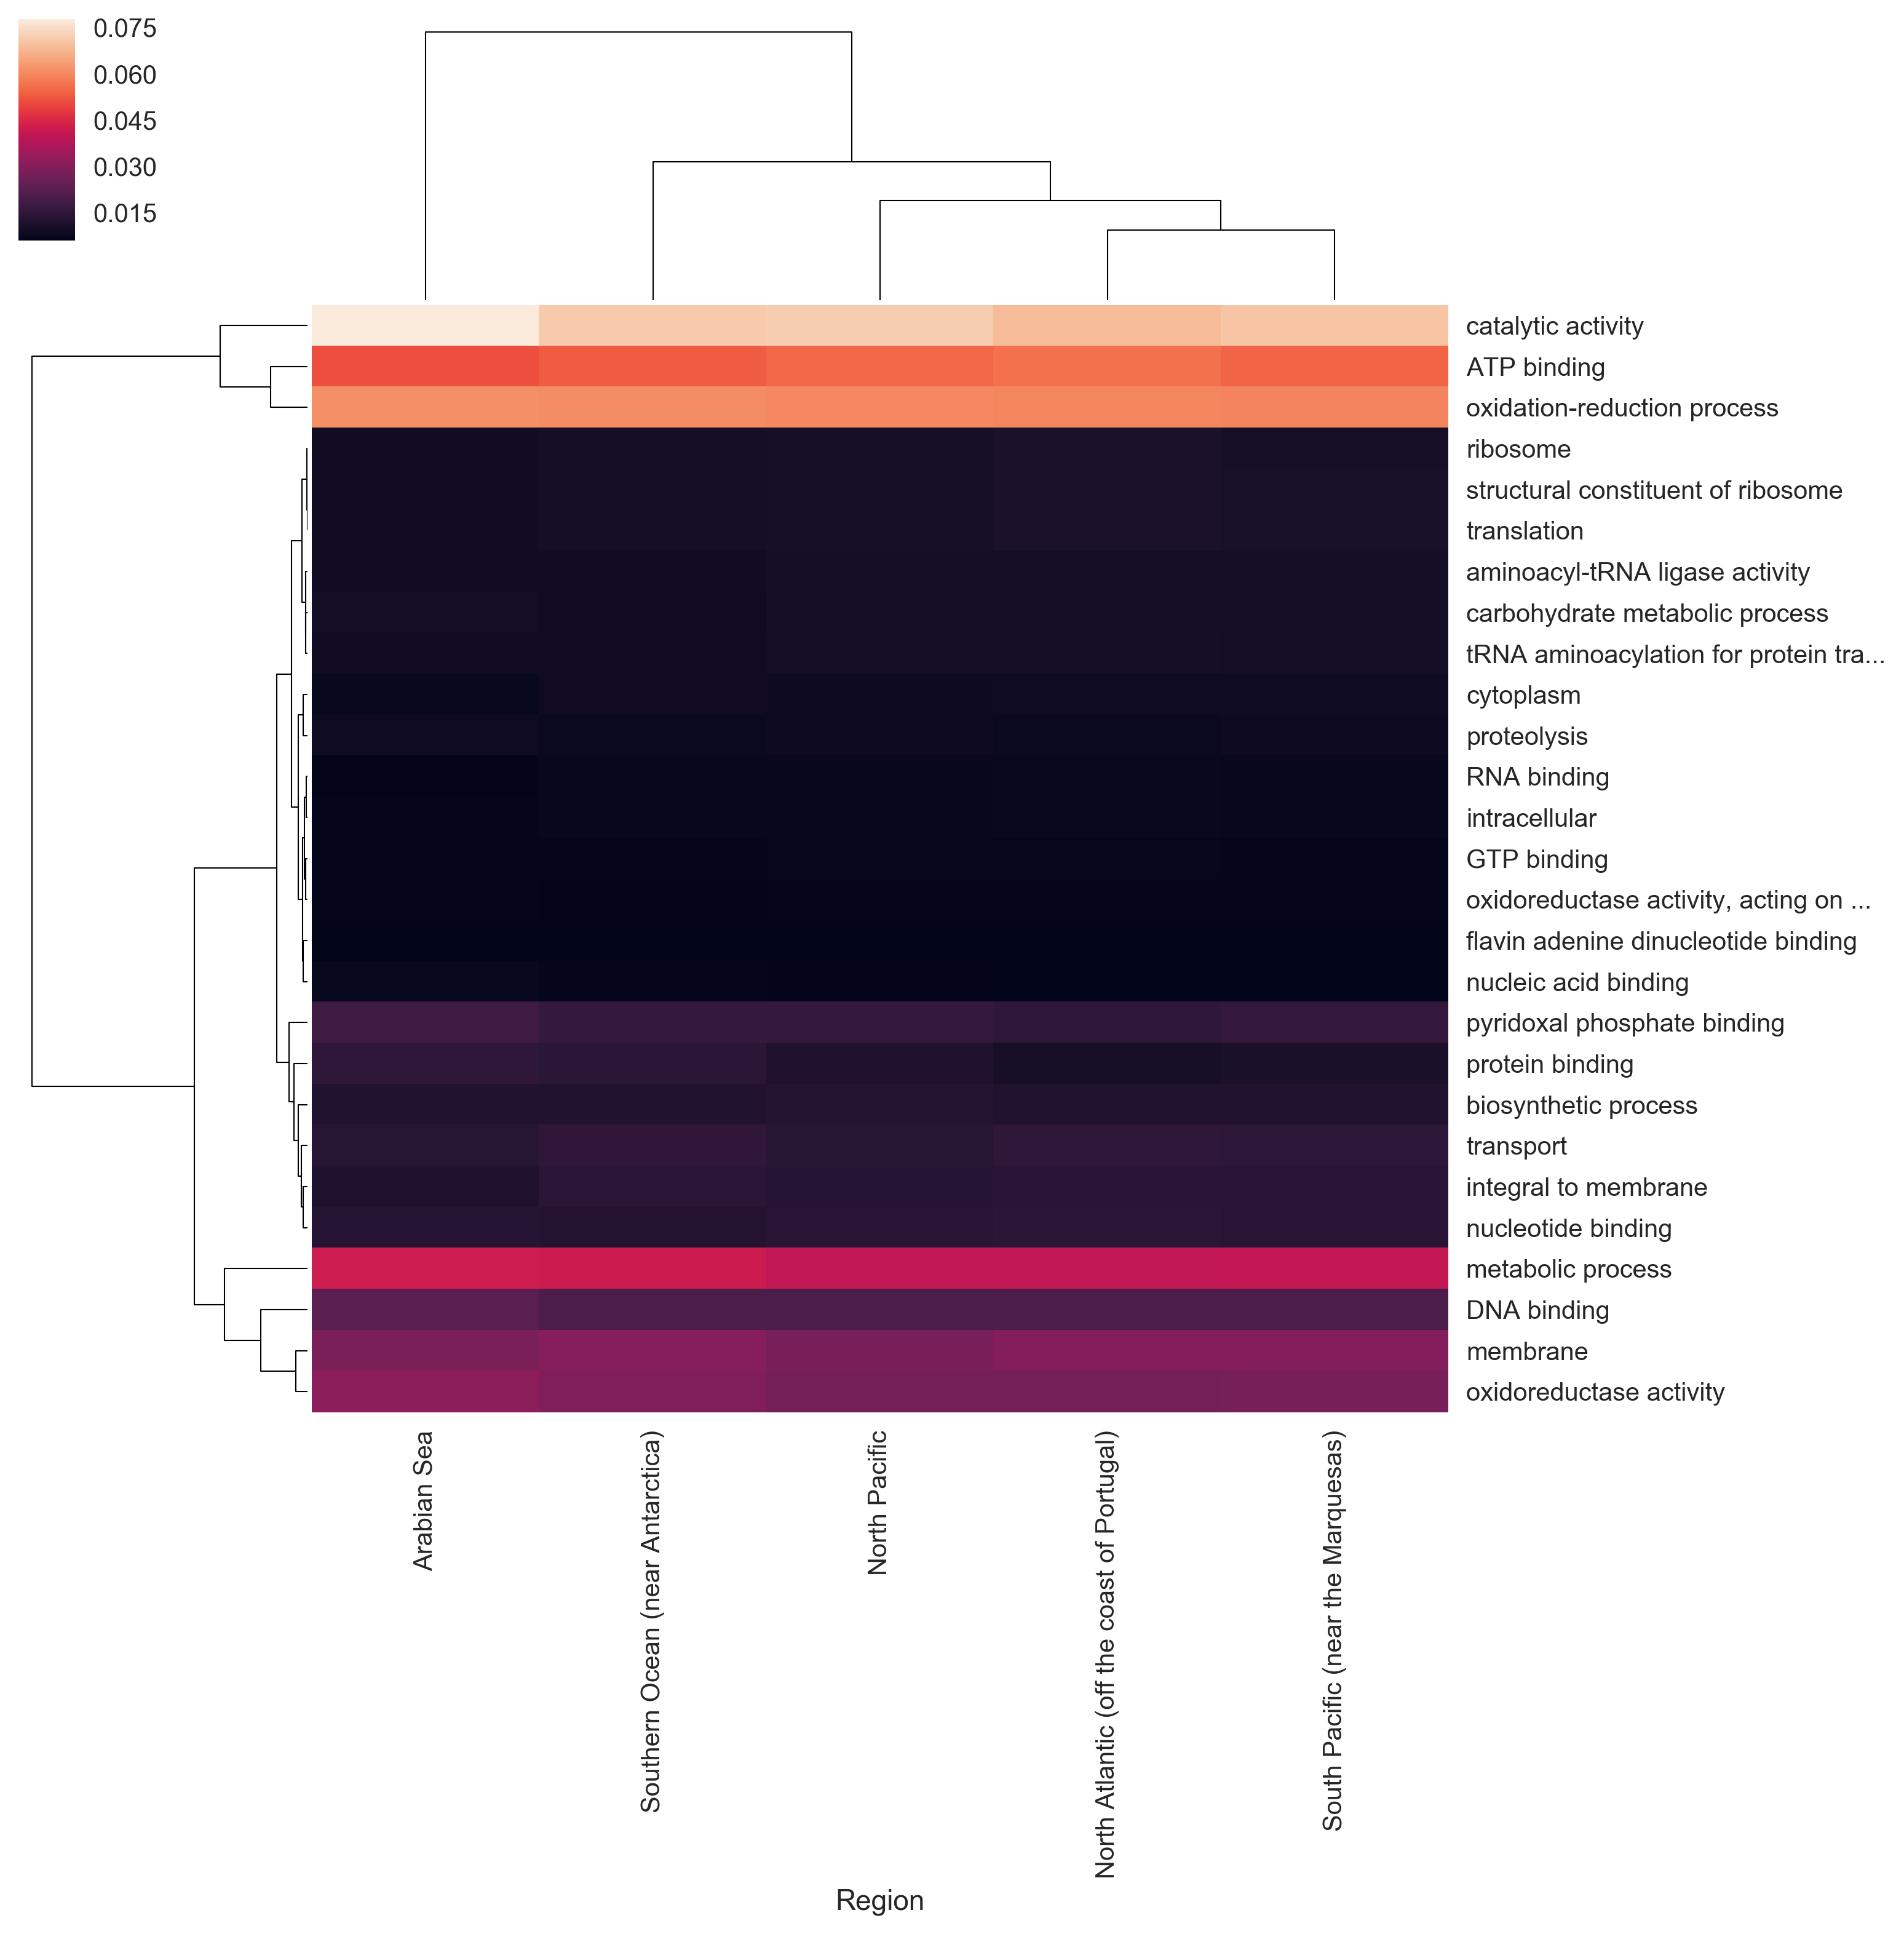 0.075
0.060
0.045
0.030
0.015
catalytic activity
ATP binding
oxidation-reduction process
ribosome
structural constituent of ribosome
translation
aminoacyl-tRNA ligase activity
carbohydrate metabolic process
tRNA aminoacylation for protein tra...
cytoplasm
proteolysis
RNA binding
intracellular
GTP binding
oxidoreductase activity, acting on ...
flavin adenine dinucleotide binding
nucleic acid binding
pyridoxal phosphate binding
protein binding
biosynthetic process
transport
integral to membrane
nucleotide binding
metabolic process
DNA binding
membrane
oxidoreductase activity
Arabian Sea
Southern Ocean (near Antarctica)
North Pacific
North Atlantic (off the coast of Portugal)
South Pacific (near the Marquesas)
Region